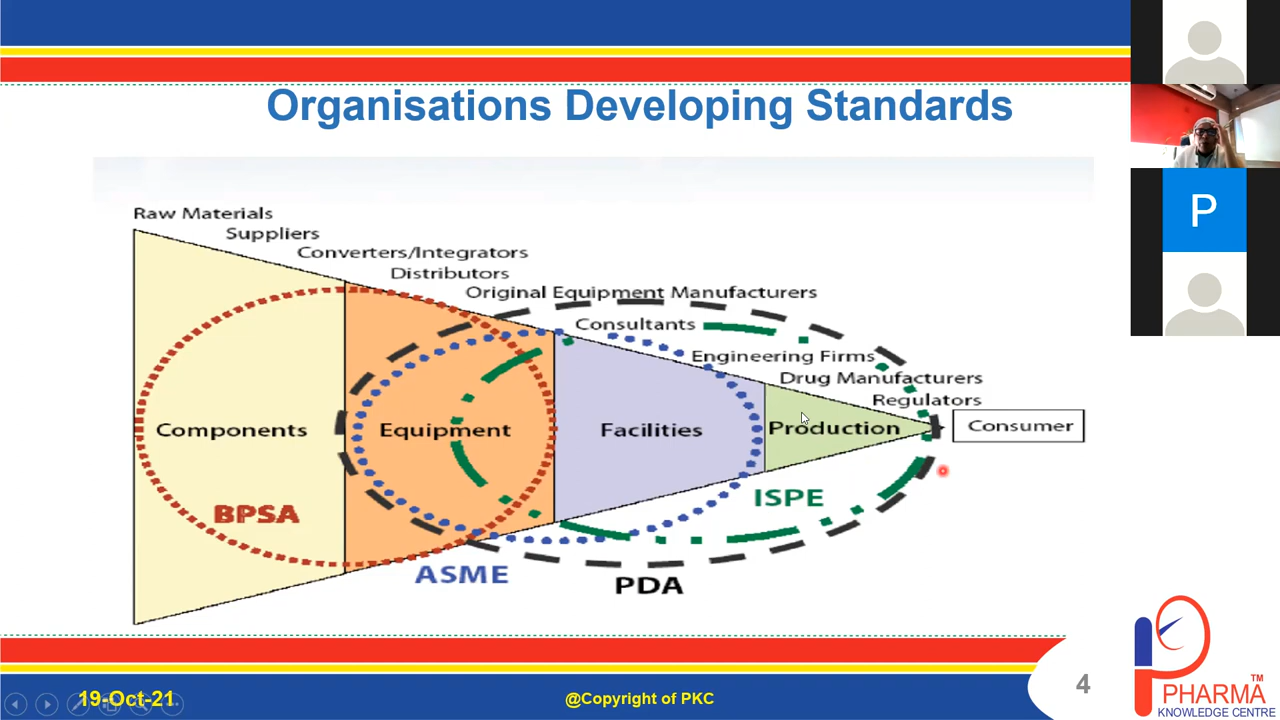 Organisations Developing Standards
Raw Materials
Suppliers
Converters/Integrators
Distributors
Original Equipment Manufacturers
Consultants
Engineering Firms
Drug Manufacturers
Regulators
Components
Equipment
Facilities
Production
Consumer
BPSA
ISPE
ASME
PDA
P
19-Oct-21
@Copyright of PKC
4
PHARMA TM
KNOWLEDGE CENTRE